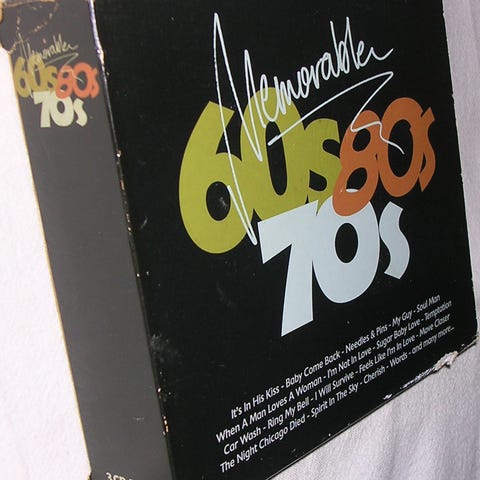 Memorable
60s 80s
70s
Memorable
60s 80s
70s
It's In His Kiss - Baby Come Back - Needles & Pins - My Guy - Soul Man
When A Man Loves A Woman - I'm Not In Love - Sugar Baby Love - Temptation
Car Wash - Ring My Bell - I Will Survive - Feels Like I'm In Love - Move Closer
The Night Chicago Died - Spirit In The Sky - Cherish - Words - and many more...
3CD